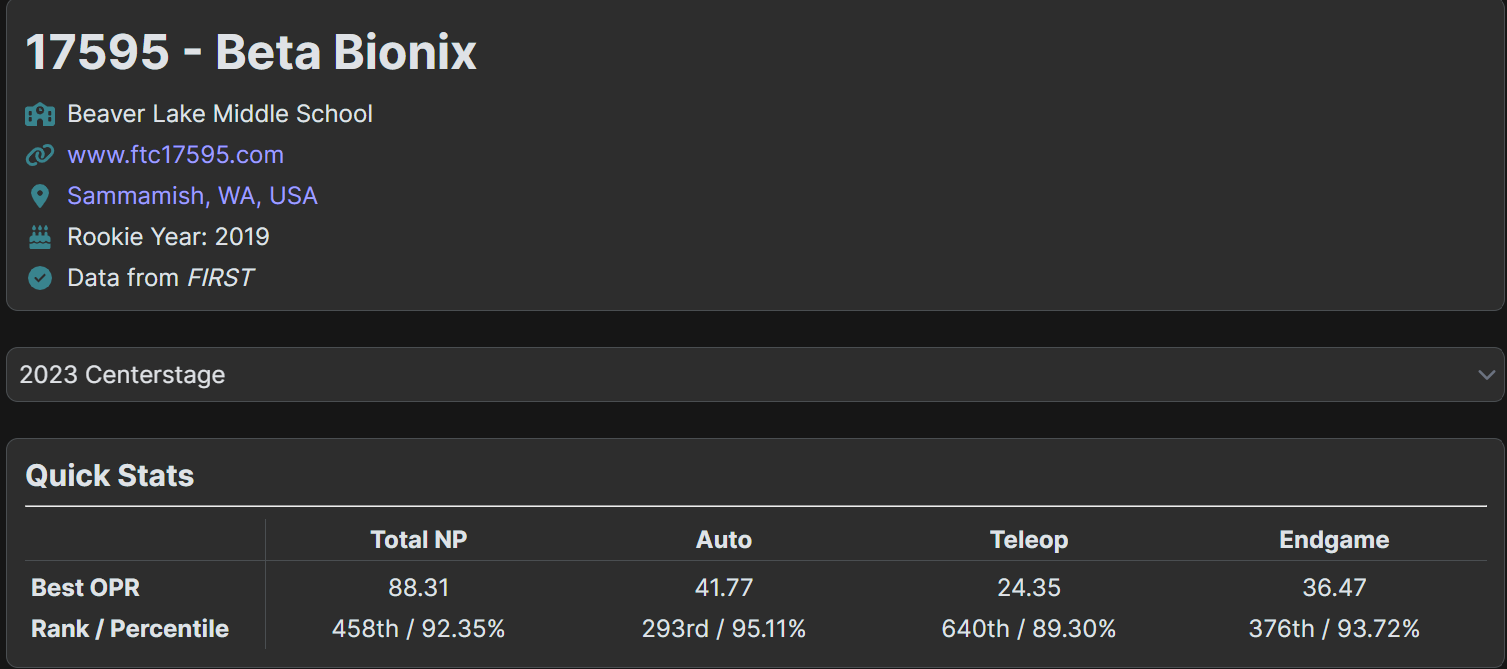 17595 - Beta Bionix
Beaver Lake Middle School
www.ftc17595.com
Sammamish, WA, USA
Rookie Year: 2019
Data from FIRST
2023 Centerstage
Quick Stats
Total NP Auto Teleop Endgame
Best OPR 88.31 41.77 24.35 36.47
Rank / Percentile 458th / 92.35% 293rd / 95.11% 640th / 89.30% 376th / 93.72%